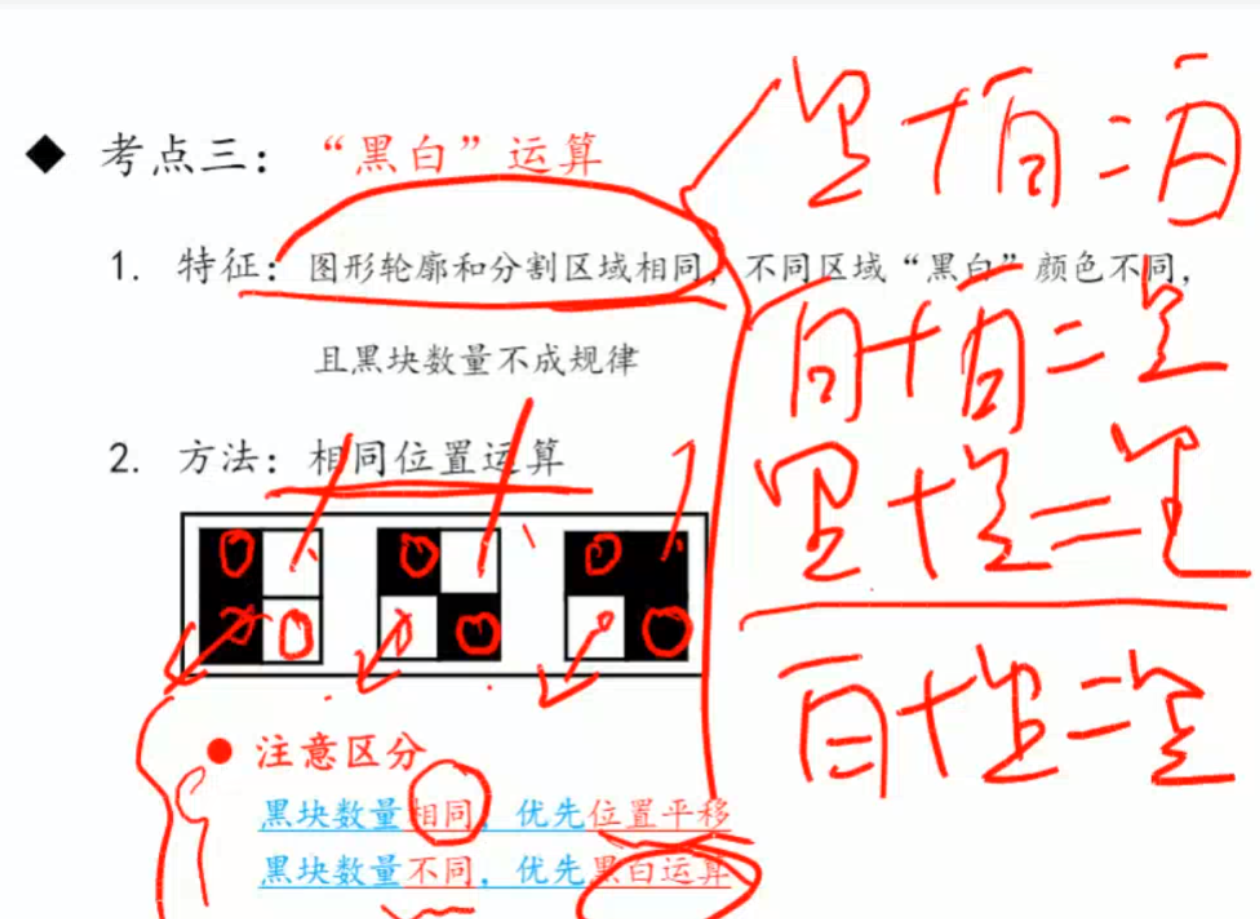 ◆ 考点三：“黑白”运算
1. 特征：图形轮廓和分割区域相同，不同区域“黑白”颜色不同，
且黑块数量不成规律
2. 方法：相同位置运算
● 注意区分
黑块数量相同，优先位置平移
黑块数量不同，优先黑白运算
黑+白=白
白+白=黑
黑+黑=黑
白+黑=黑